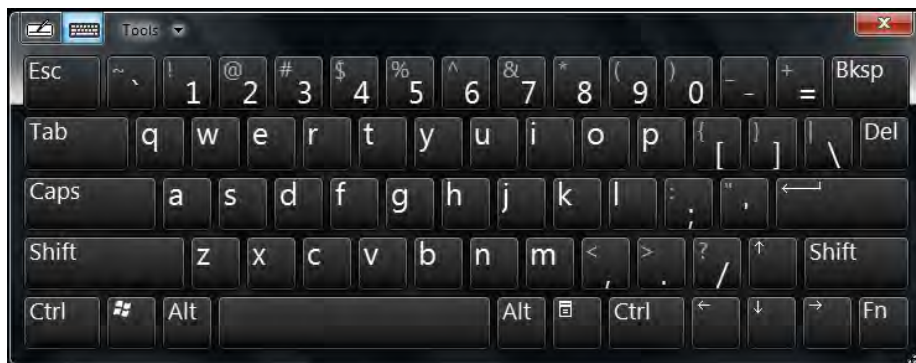 Tools
Esc ~ ` ! 1 @ 2 # 3 $ 4 % 5 ^ 6 & 7 * 8 ( 9 ) 0 _ - + = Bksp
Tab q w e r t y u i o p { [ } ] | \ Del
Caps a s d f g h j k l : ; " '
Shift z x c v b n m < , > . ? / ↑ Shift
Ctrl Alt Alt Ctrl ← ↓ → Fn